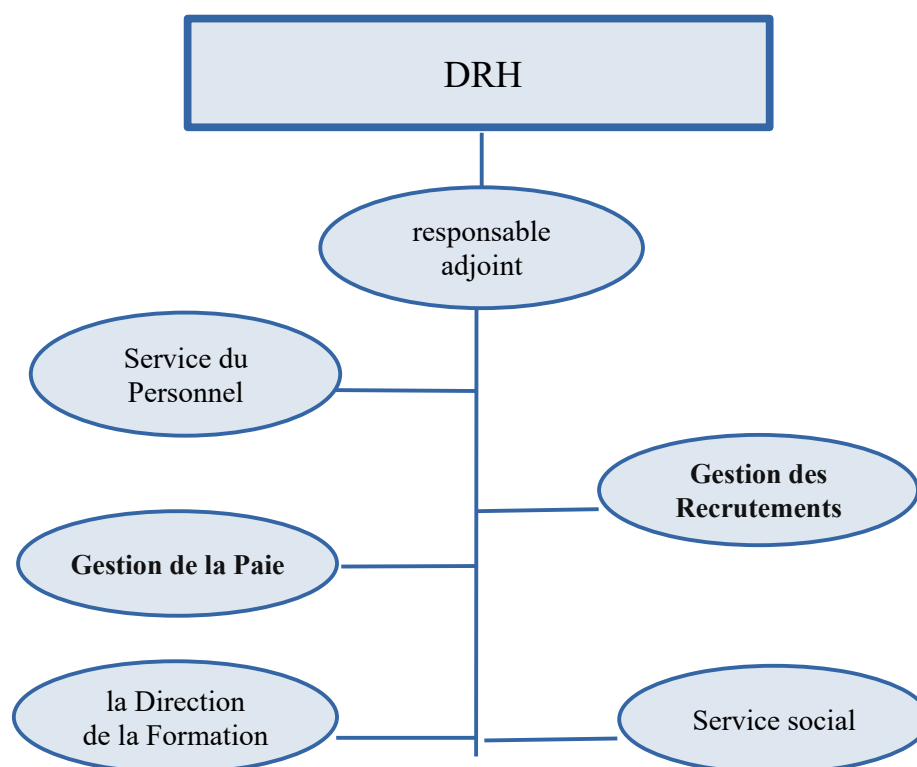 DRH
responsable
adjoint
Service du
Personnel
Gestion des
Recrutements
Gestion de la Paie
la Direction
de la Formation
Service social